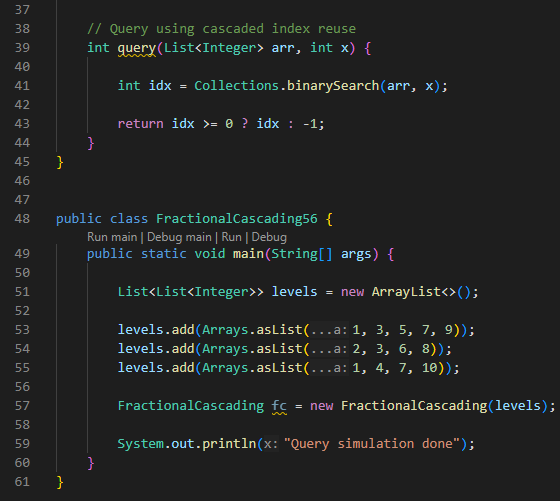 37
38 // Query using cascaded index reuse
39 int query(List<Integer> arr, int x) {
40
41 int idx = Collections.binarySearch(arr, x);
42
43 return idx >= 0 ? idx : -1;
44 }
45 }
46
47
48 public class FractionalCascading56 {
Run main | Debug main | Run | Debug
49 public static void main(String[] args) {
50
51 List<List<Integer>> levels = new ArrayList<>();
52
53 levels.add(Arrays.asList(...a: 1, 3, 5, 7, 9));
54 levels.add(Arrays.asList(...a: 2, 3, 6, 8));
55 levels.add(Arrays.asList(...a: 1, 4, 7, 10));
56
57 FractionalCascading fc = new FractionalCascading(levels);
58
59 System.out.println(x: "Query simulation done");
60 }
61 }